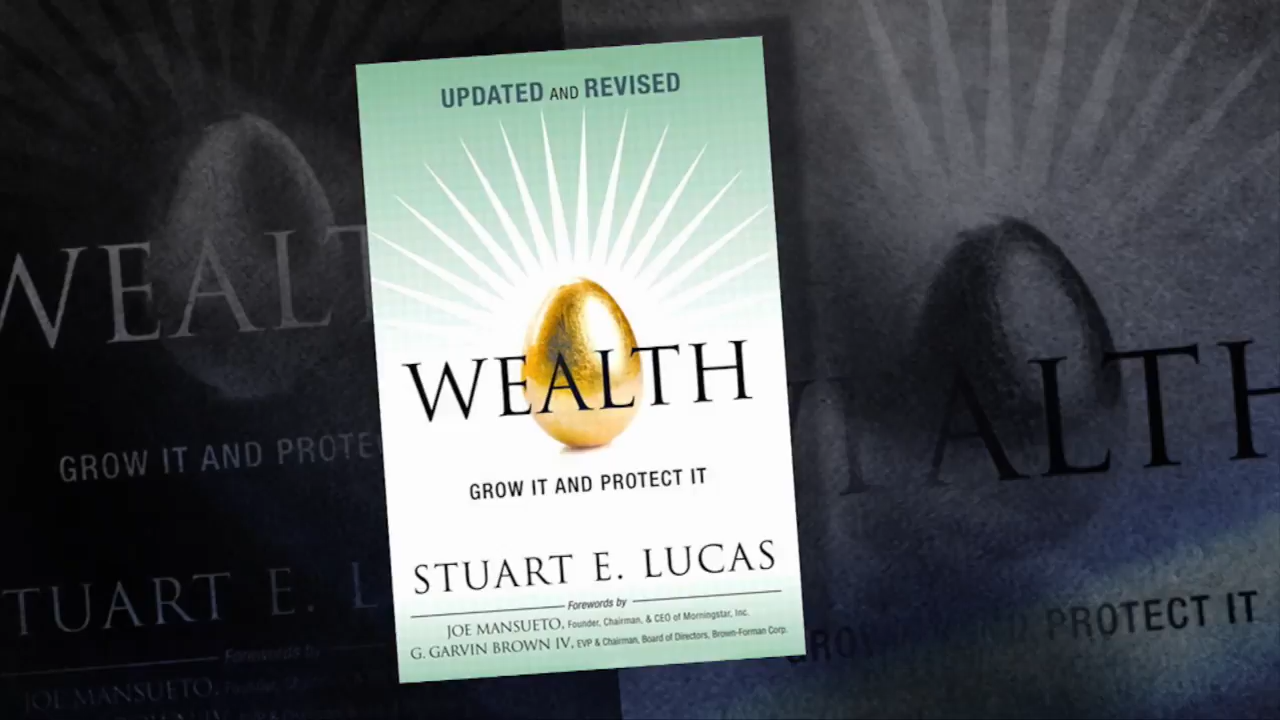 UPDATED AND REVISED
WEALTH
GROW IT AND PROTECT IT
STUART E. LUCAS
Forewords by
JOE MANSUETO, Founder, Chairman, & CEO of Morningstar, Inc.
G. GARVIN BROWN IV, EVP & Chairman, Board of Directors, Brown-Forman Corp.
WEALT
GROW IT AND PROTE
TUART E. L
Forewords by
JOE MANSUETO,
ALTH
PROTECT IT